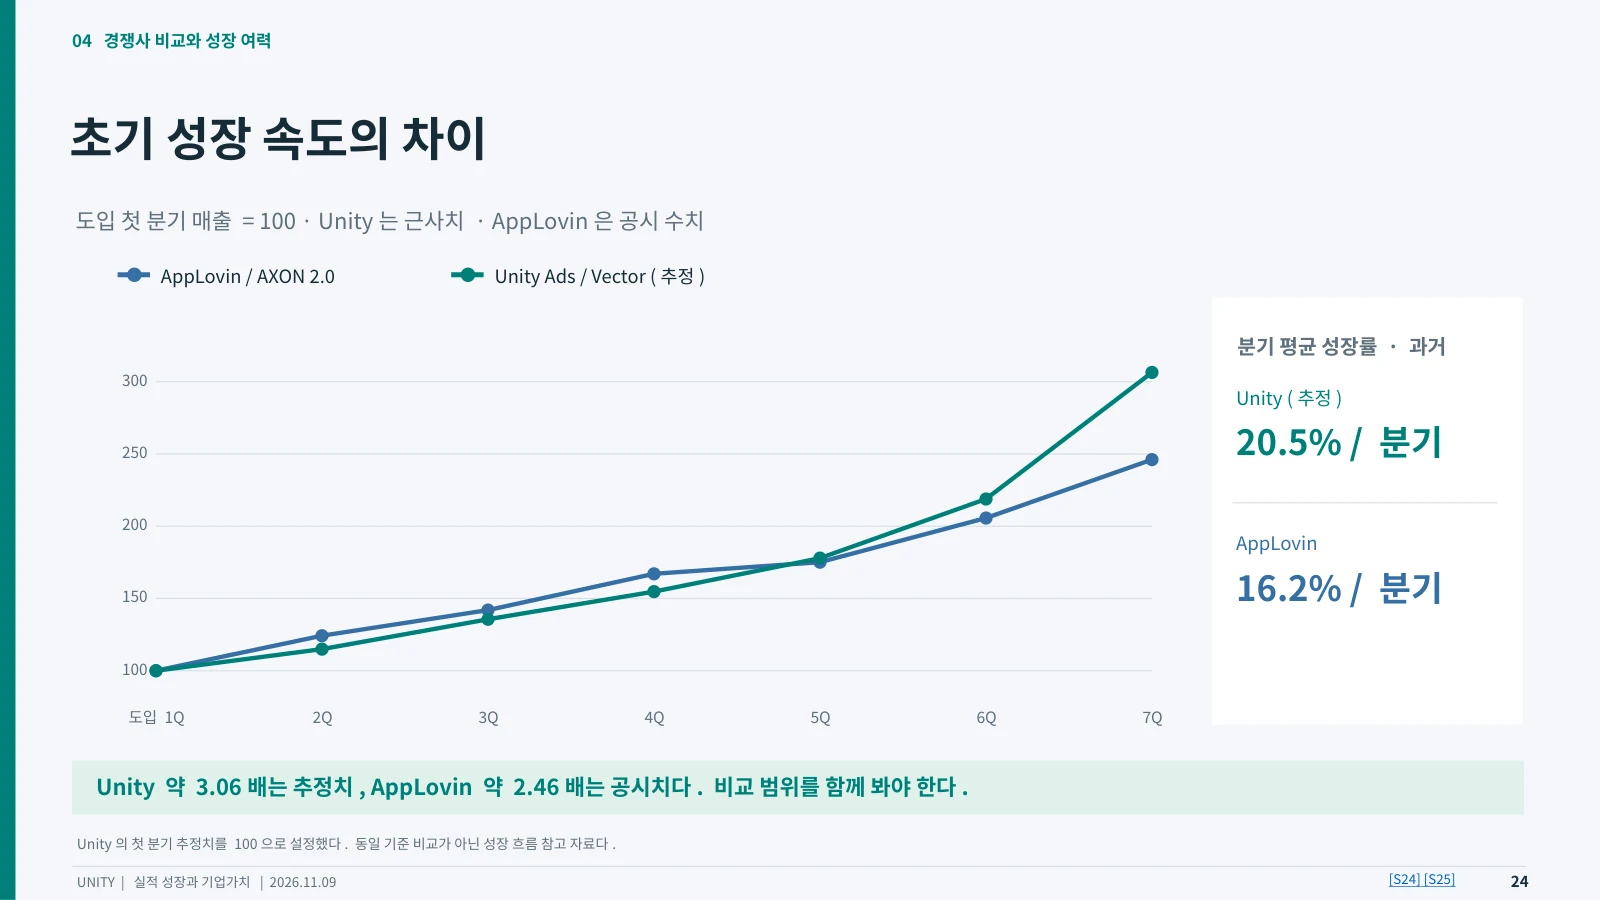 04 경쟁사 비교와 성장 여력
초기 성장 속도의 차이
도입 첫 분기 매출 = 100 · Unity 는 근사치 · AppLovin 은 공시 수치
AppLovin / AXON 2.0
Unity Ads / Vector ( 추정 )
300
250
200
150
100
도입 1Q
2Q
3Q
4Q
5Q
6Q
7Q
분기 평균 성장률 · 과거
Unity ( 추정 )
20.5% / 분기
AppLovin
16.2% / 분기
Unity 약 3.06 배는 추정치 , AppLovin 약 2.46 배는 공시치다 . 비교 범위를 함께 봐야 한다 .
Unity 의 첫 분기 추정치를 100 으로 설정했다 . 동일 기준 비교가 아닌 성장 흐름 참고 자료다 .
UNITY | 실적 성장과 기업가치 | 2026.11.09
[S24] [S25]
24